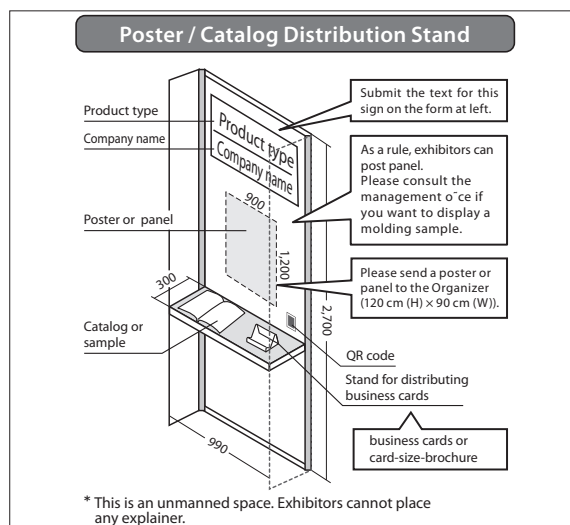 Poster / Catalog Distribution Stand
Product type
Company name
Product type
Company name
Submit the text for this
sign on the form at left.
As a rule, exhibitors can
post panel.
Please consult the
management o¯ce if
you want to display a
molding sample.
Poster or panel
900
1,200
Please send a poster or
panel to the Organizer
(120 cm (H) × 90 cm (W)).
300
2,700
Catalog or
sample
QR code
Stand for distributing
business cards
business cards or
card-size-brochure
990
* This is an unmanned space. Exhibitors cannot place
any explainer.